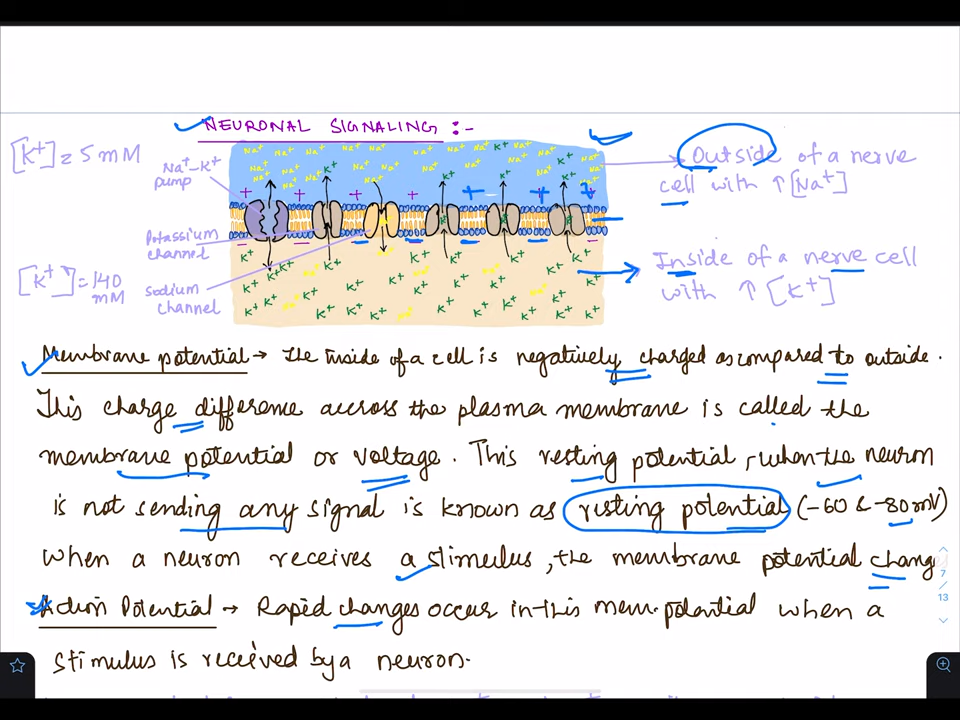 NEURONAL SIGNALING :-
[K+] ≥ 5 mM
Na+-K+ pump
Potassium channel
[K+] = 140 mM
sodium channel
Outside of a nerve
cell with ↑ [Na+]
Inside of a nerve cell
with ↑ [K+]
Membrane potential → The inside of a cell is negatively charged as compared to outside.
This charge difference across the plasma membrane is called the
membrane potential or voltage. This resting potential, when the neuron
is not sending any signal is known as resting potential (-60 & -80 mV)
when a neuron receives a stimulus, the membrane potential chang
Action Potential → Rapid changes occur in this mem. potential when a
stimulus is received by a neuron.
7
/
13